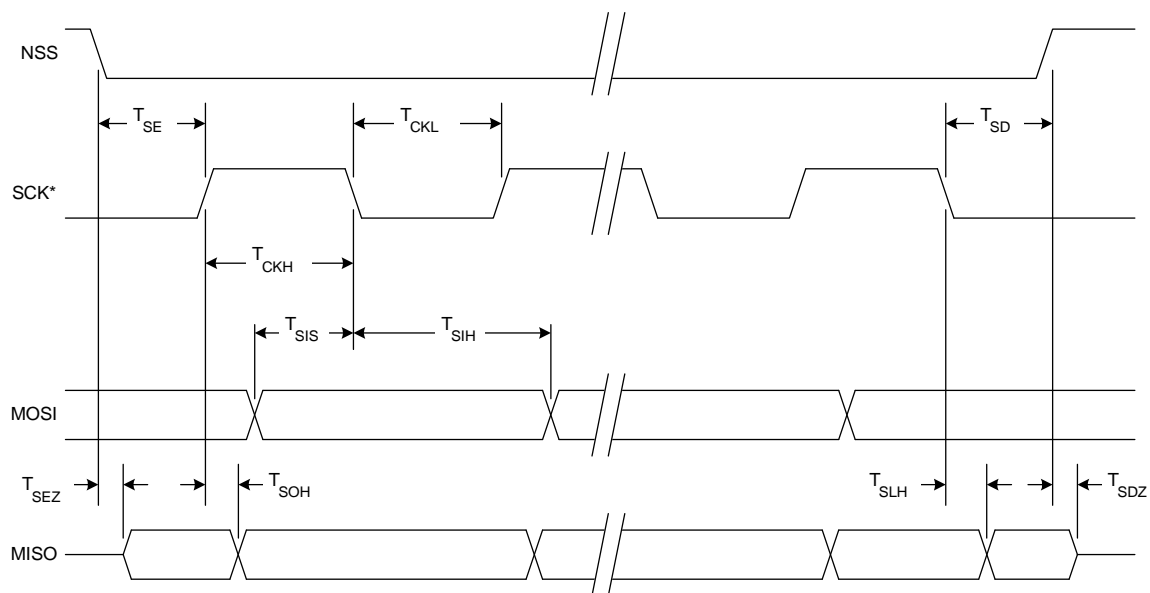 NSS
T_SE
T_CKL
T_SD
SCK*
T_CKH
T_SIS
T_SIH
MOSI
T_SEZ
T_SOH
T_SLH
T_SDZ
MISO